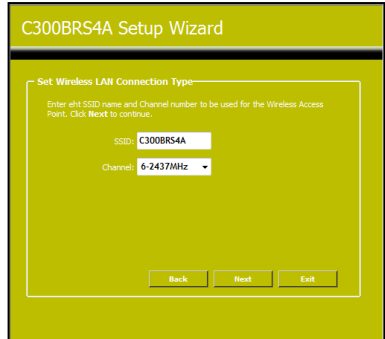 C300BRS4A Setup Wizard
Set Wireless LAN Connection Type
Enter eht SSID name and Channel number to be used for the Wireless Access
Point. Click Next to continue.
SSID: C300BRS4A
Channel: 6-2437MHz
Back Next Exit